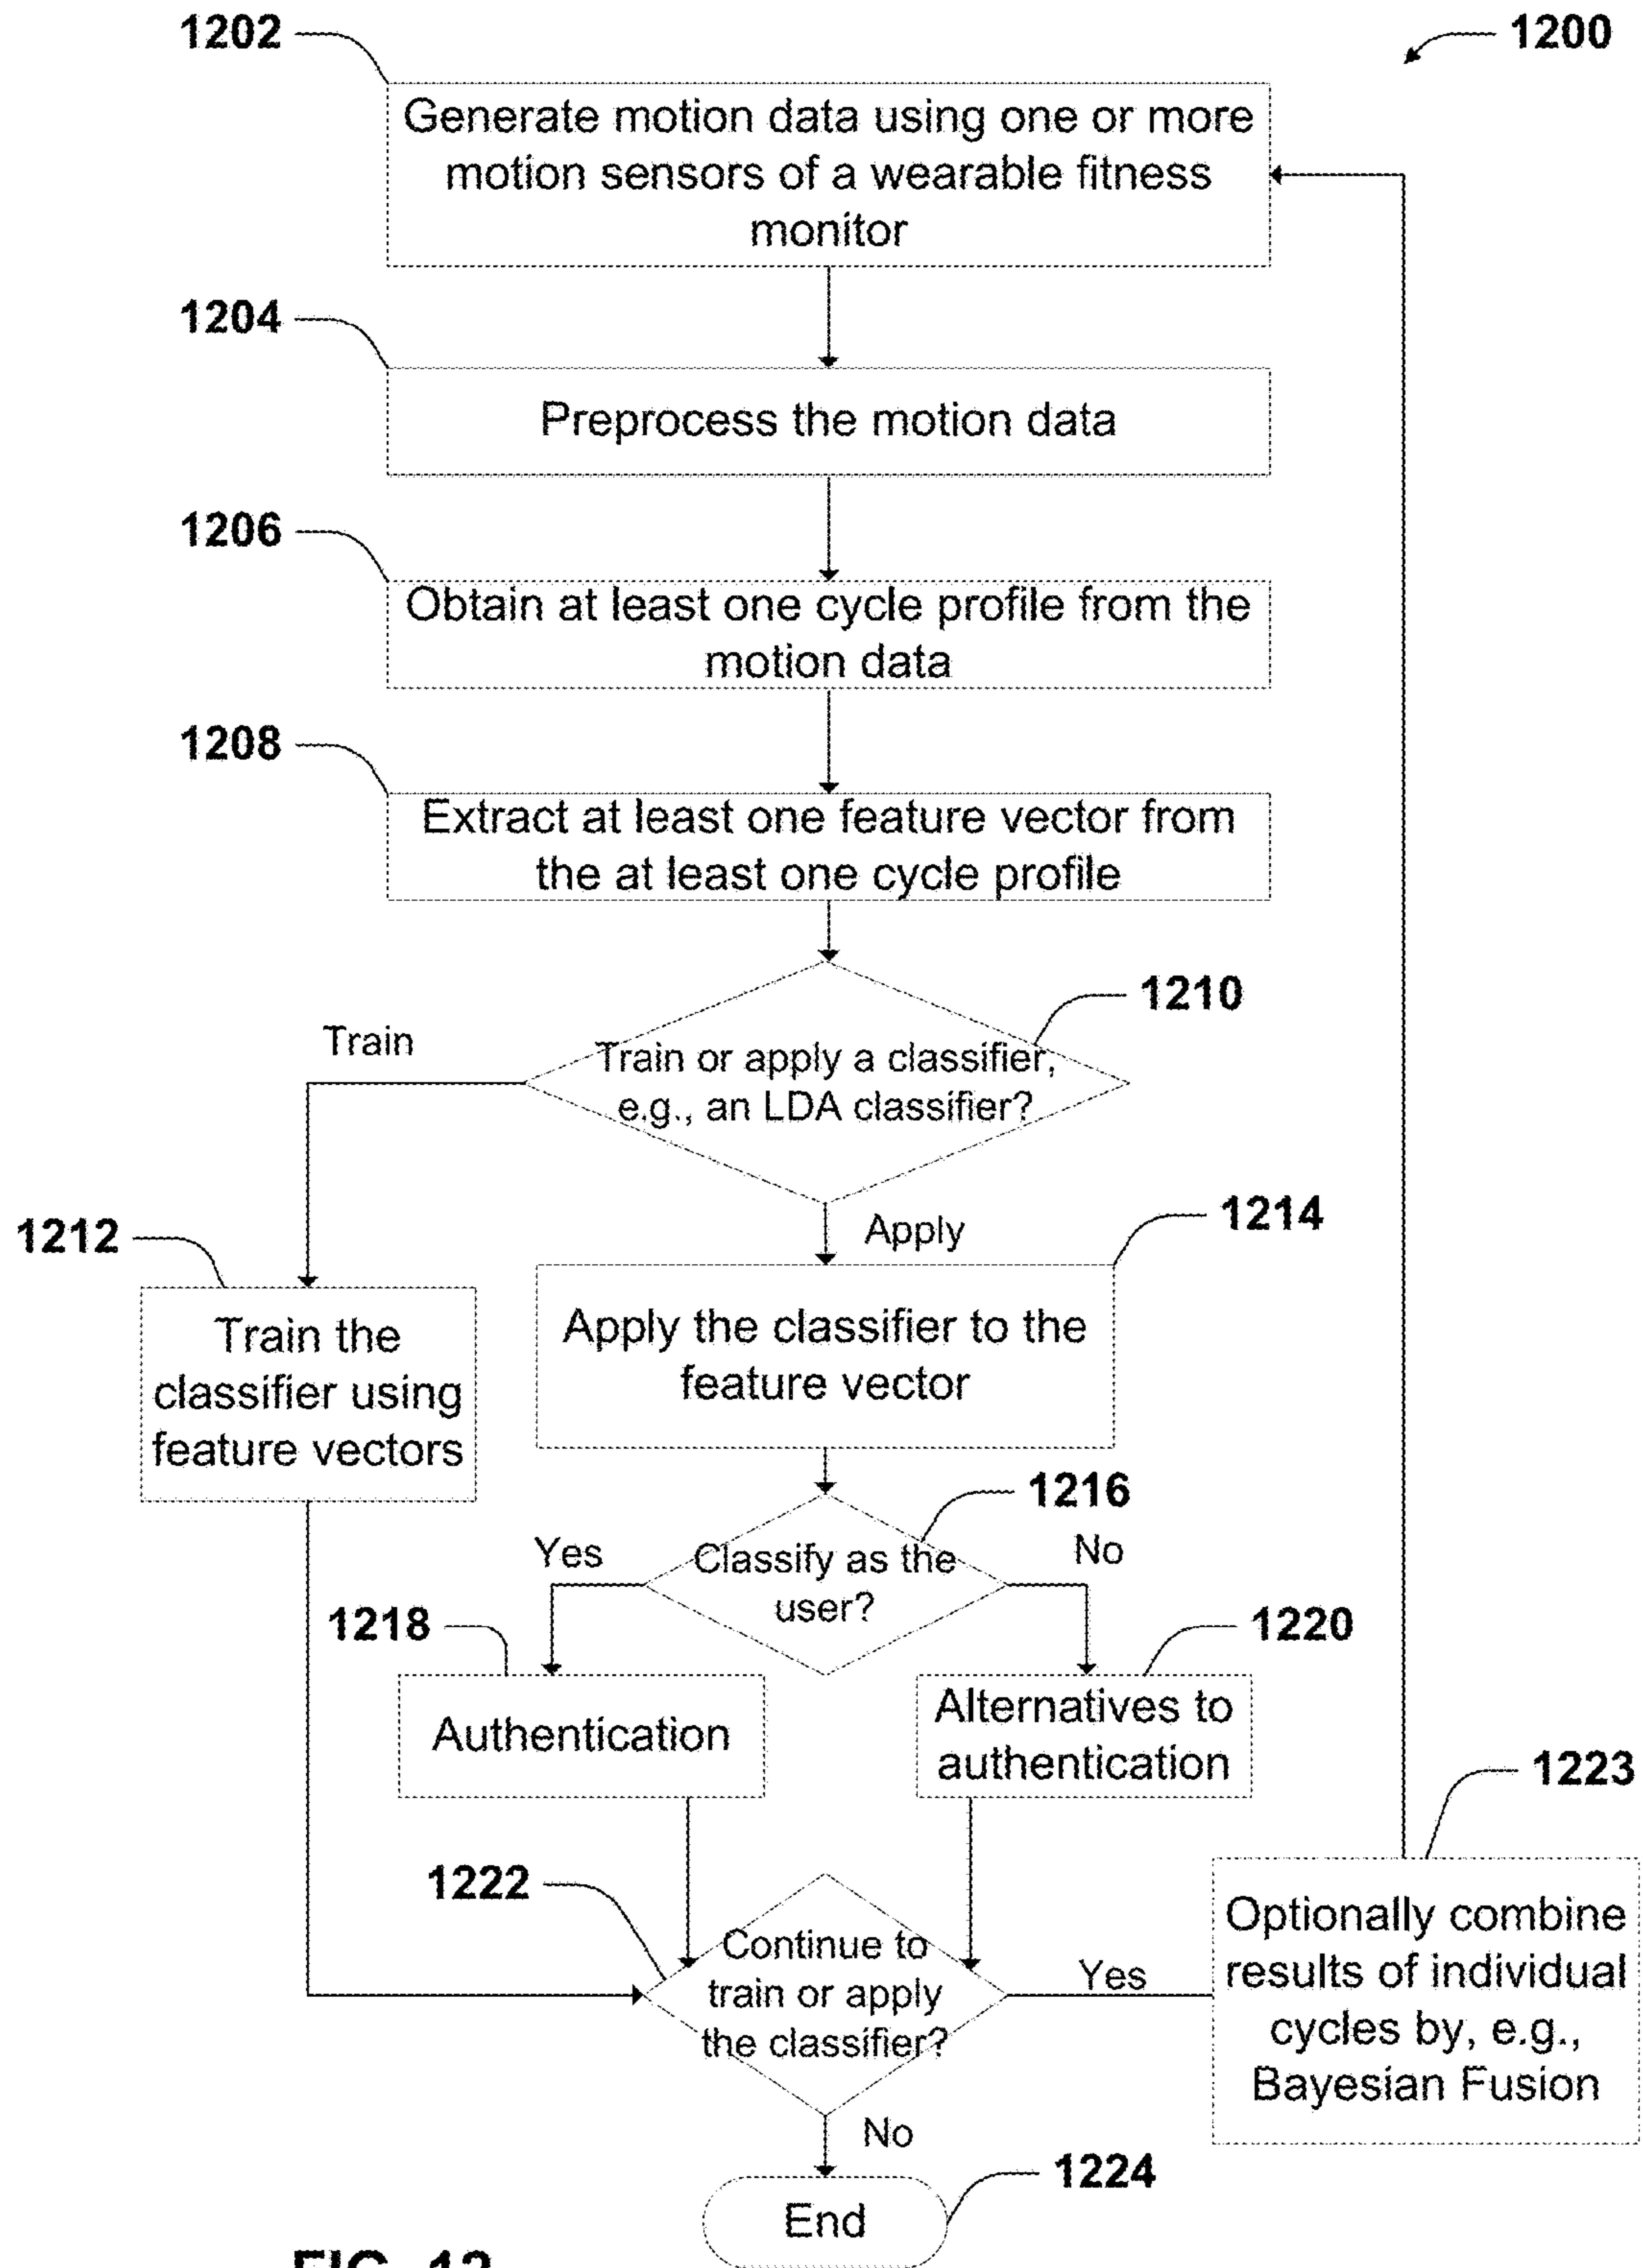 1202
1200
Generate motion data using one or more
motion sensors of a wearable fitness
monitor
1204
Preprocess the motion data
1206
Obtain at least one cycle profile from the
motion data
1208
Extract at least one feature vector from
the at least one cycle profile
1210
Train
Train or apply a classifier,
e.g., an LDA classifier?
1212
Apply
1214
Train the
classifier using
feature vectors
Apply the classifier to the
feature vector
1216
Yes
Classify as the
user?
No
1218
1220
Authentication
Alternatives to
authentication
1223
1222
Continue to
train or apply
the classifier?
Yes
Optionally combine
results of individual
cycles by, e.g.,
Bayesian Fusion
No
1224
End